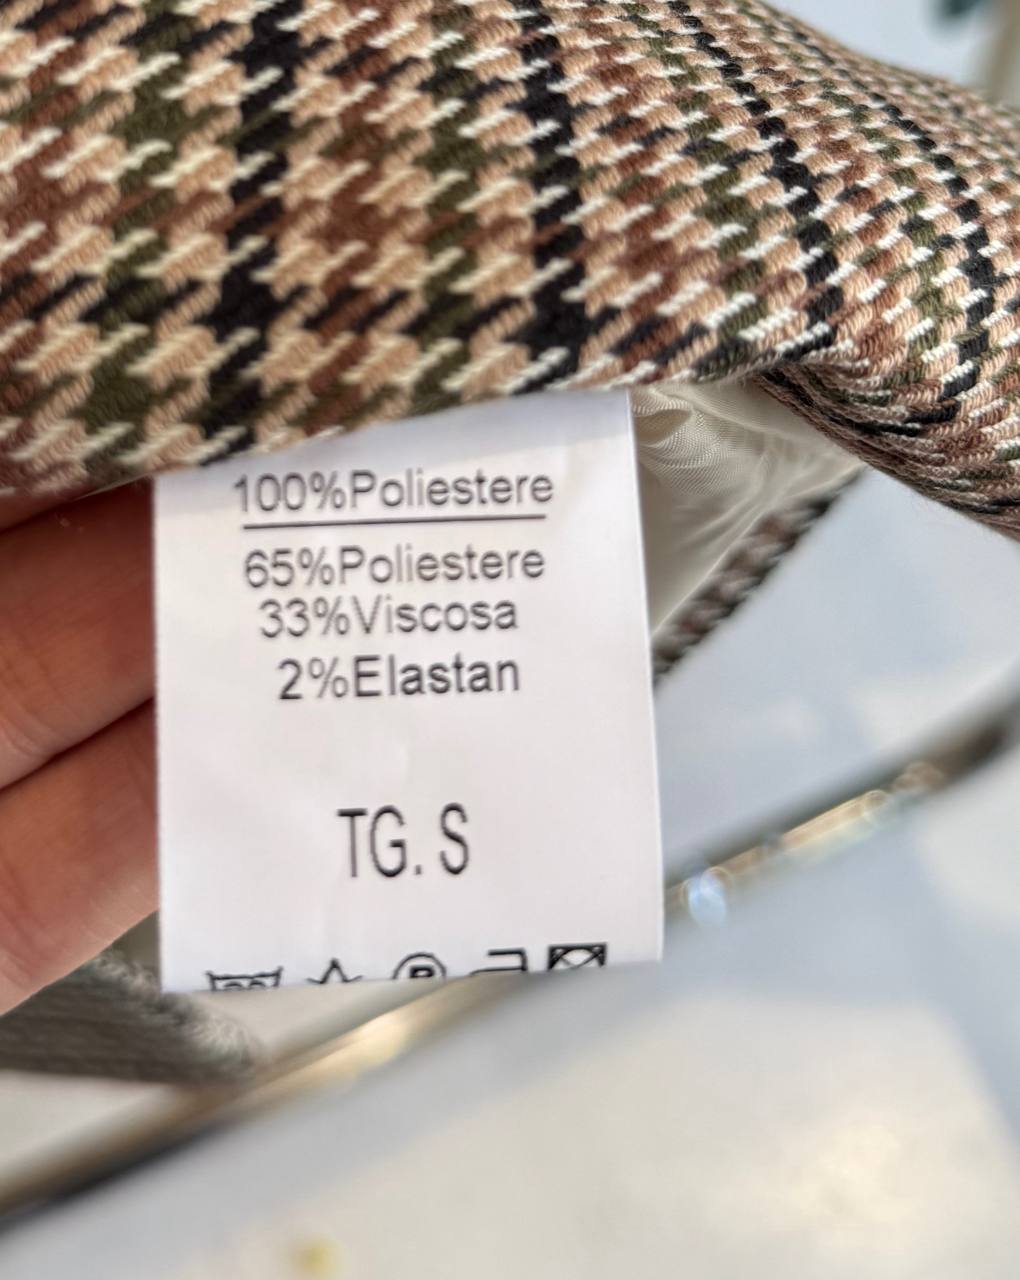 100%Poliestere
65%Poliestere
33%Viscosa
2%Elastan
TG. S
P